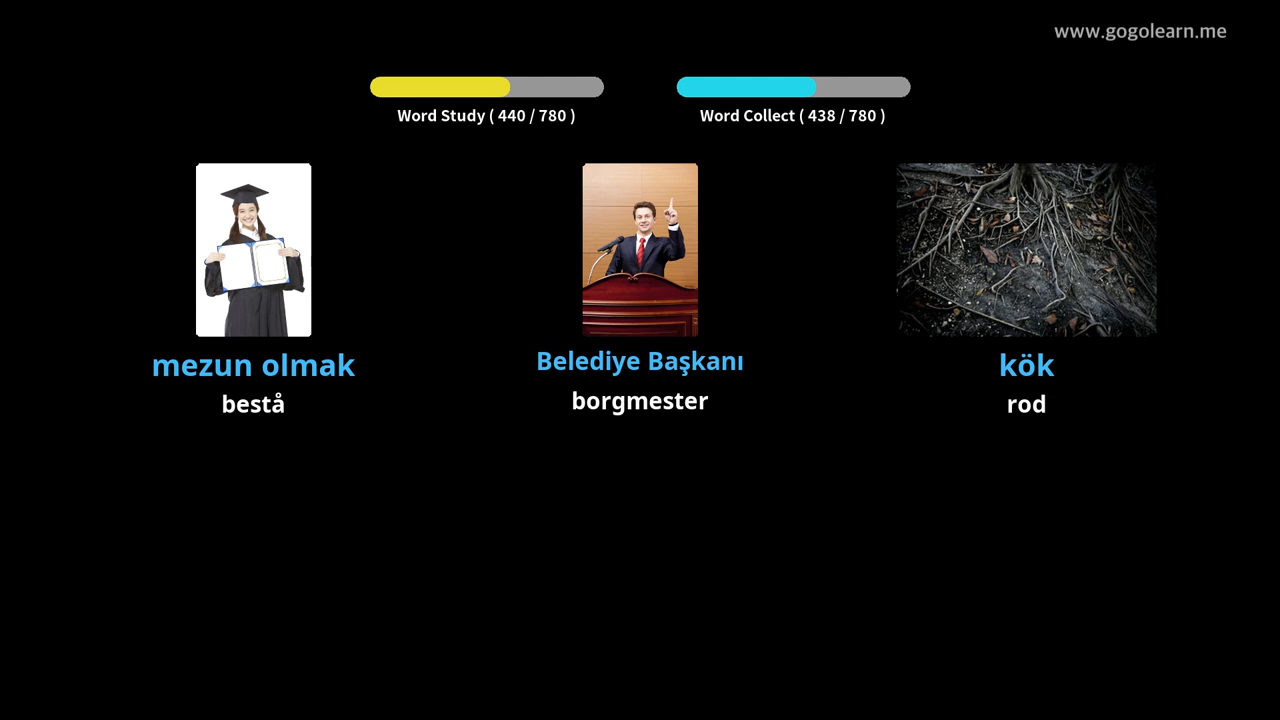 www.gogolearn.me
Word Study ( 440 / 780 )
Word Collect ( 438 / 780 )
mezun olmak
bestå
Belediye Başkanı
borgmester
kök
rod